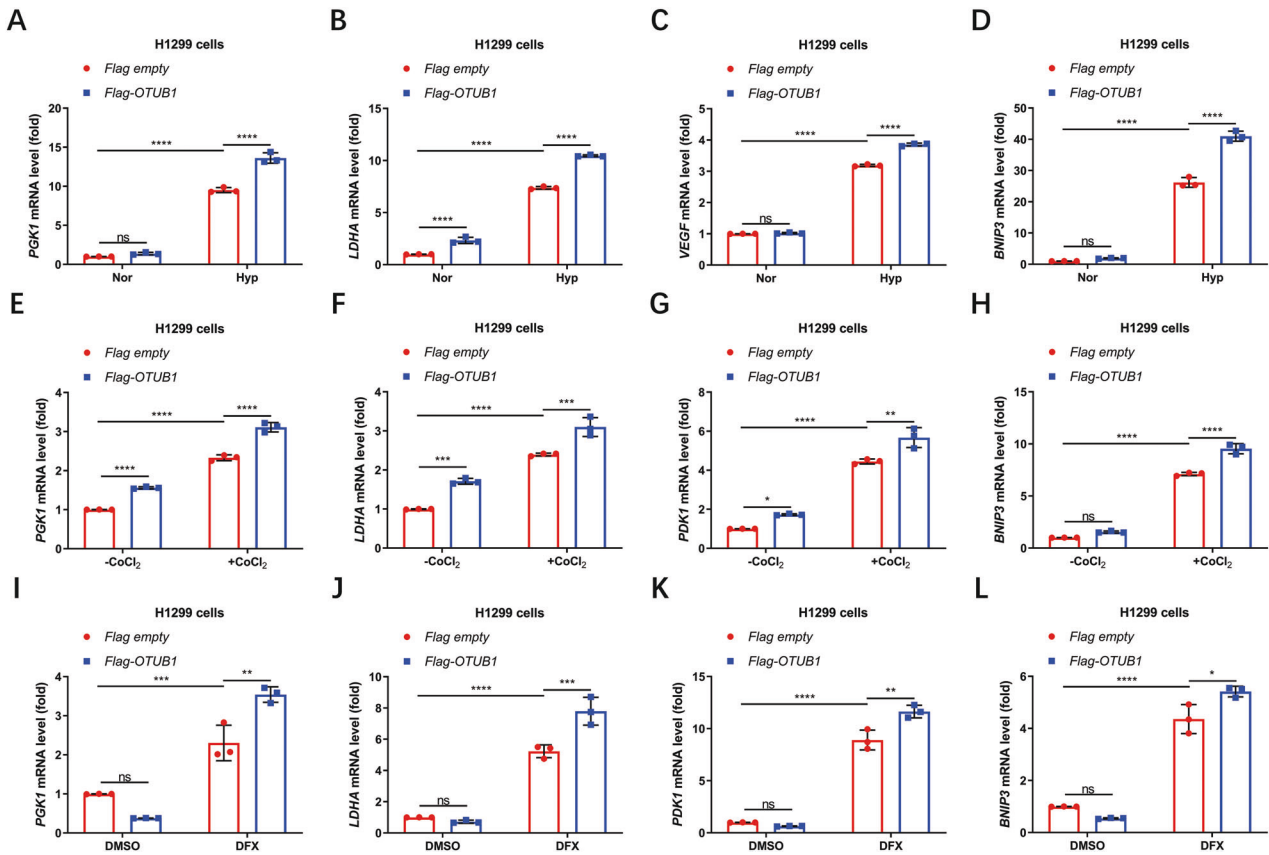 A
H1299 cells
Flag empty
Flag-OTUB1
PGK1 mRNA level (fold)
20
15
10
5
0
****
****
ns
Nor
Hyp
B
H1299 cells
Flag empty
Flag-OTUB1
LDHA mRNA level (fold)
15
10
5
0
****
****
****
Nor
Hyp
C
H1299 cells
Flag empty
Flag-OTUB1
VEGF mRNA level (fold)
5
4
3
2
1
0
****
****
ns
Nor
Hyp
D
H1299 cells
Flag empty
Flag-OTUB1
BNIP3 mRNA level (fold)
50
40
30
20
10
0
****
****
ns
Nor
Hyp
E
H1299 cells
Flag empty
Flag-OTUB1
PGK1 mRNA level (fold)
4
3
2
1
0
****
****
****
-CoCl₂
+CoCl₂
F
H1299 cells
Flag empty
Flag-OTUB1
LDHA mRNA level (fold)
4
3
2
1
0
****
***
***
-CoCl₂
+CoCl₂
G
H1299 cells
Flag empty
Flag-OTUB1
PDK1 mRNA level (fold)
8
6
4
2
0
****
**
*
-CoCl₂
+CoCl₂
H
H1299 cells
Flag empty
Flag-OTUB1
BNIP3 mRNA level (fold)
15
10
5
0
****
****
ns
-CoCl₂
+CoCl₂
I
H1299 cells
Flag empty
Flag-OTUB1
PGK1 mRNA level (fold)
4
3
2
1
0
***
**
ns
DMSO
DFX
J
H1299 cells
Flag empty
Flag-OTUB1
LDHA mRNA level (fold)
10
8
6
4
2
0
****
***
ns
DMSO
DFX
K
H1299 cells
Flag empty
Flag-OTUB1
PDK1 mRNA level (fold)
15
10
5
0
****
**
ns
DMSO
DFX
L
H1299 cells
Flag empty
Flag-OTUB1
BNIP3 mRNA level (fold)
6
4
2
0
****
*
ns
DMSO
DFX